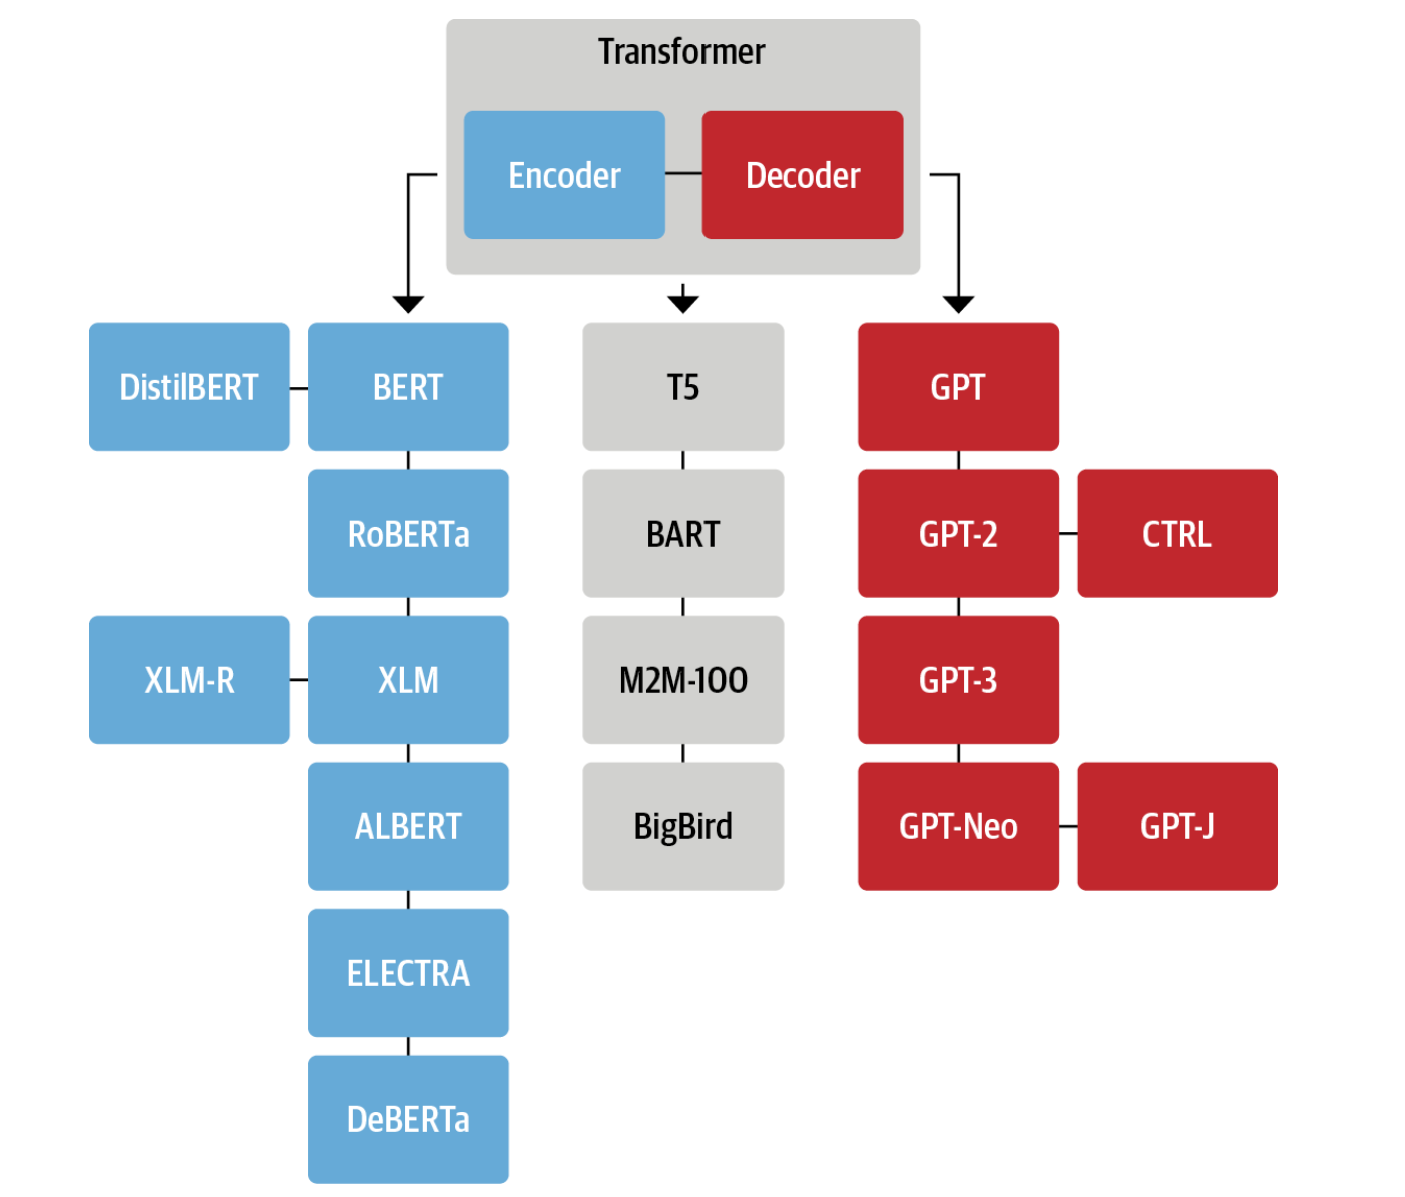 Transformer
Encoder
Decoder
DistilBERT
BERT
T5
GPT
RoBERTa
BART
GPT-2
CTRL
XLM-R
XLM
M2M-100
GPT-3
ALBERT
BigBird
GPT-Neo
GPT-J
ELECTRA
DeBERTa